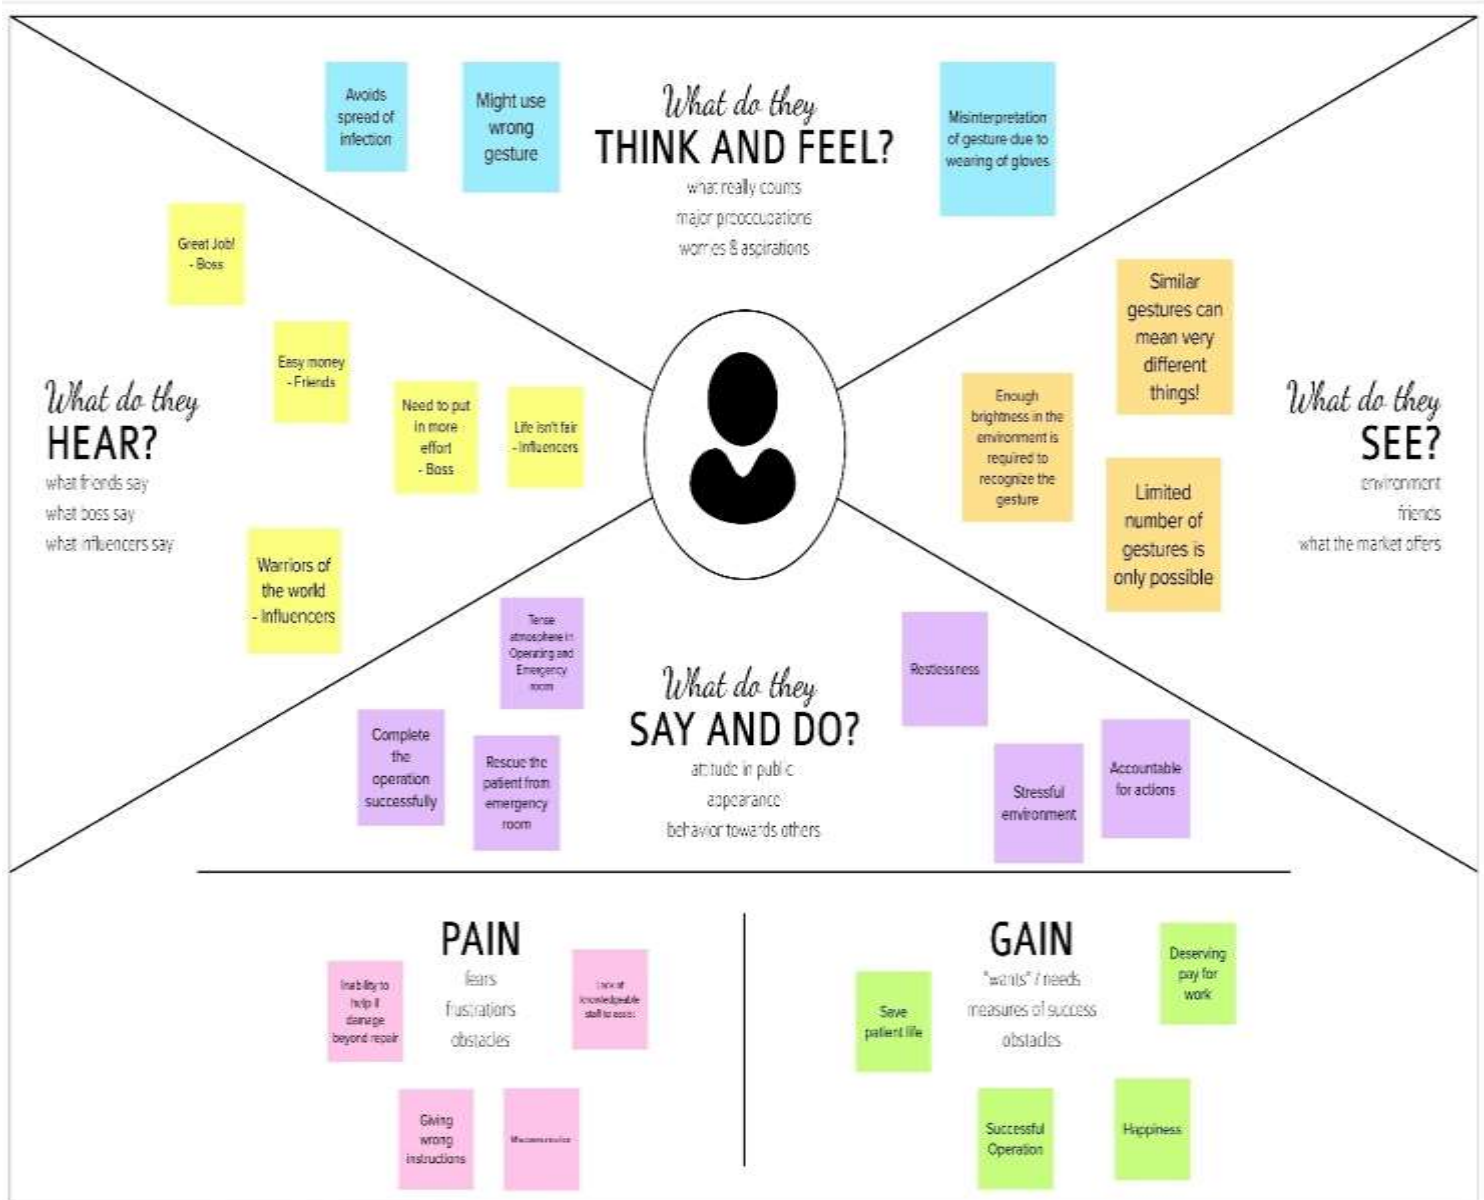 What do they
THINK AND FEEL?
what really counts
major preoccupations
worries & aspirations
Avoids
spread of
infection
Might use
wrong
gesture
Misinterpretation
of gesture due to
wearing of gloves
What do they
HEAR?
what friends say
what boss say
what influencers say
Great Job!
- Boss
Easy money
- Friends
Need to put
in more
effort
- Boss
Life isn't fair
- Influencers
Warriors of
the world
- Influencers
What do they
SEE?
environment
friends
what the market offers
Similar
gestures can
mean very
different
things!
Enough
brightness in the
environment is
required to
recognize the
gesture
Limited
number of
gestures is
only possible
What do they
SAY AND DO?
attitude in public
appearance
behavior towards others
Tense
atmosphere in
Operating and
Emergency
room
Complete
the
operation
successfully
Rescue the
patient from
emergency
room
Restlessness
Stressful
environment
Accountable
for actions
PAIN
fears
frustrations
obstacles
Inability to
help if
damage
beyond repair
Lack of
knowledgeable
staff to assist
Giving
wrong
instructions
GAIN
"wants" / needs
measures of success
obstacles
Save
patient life
Deserving
pay for
work
Successful
Operation
Happiness